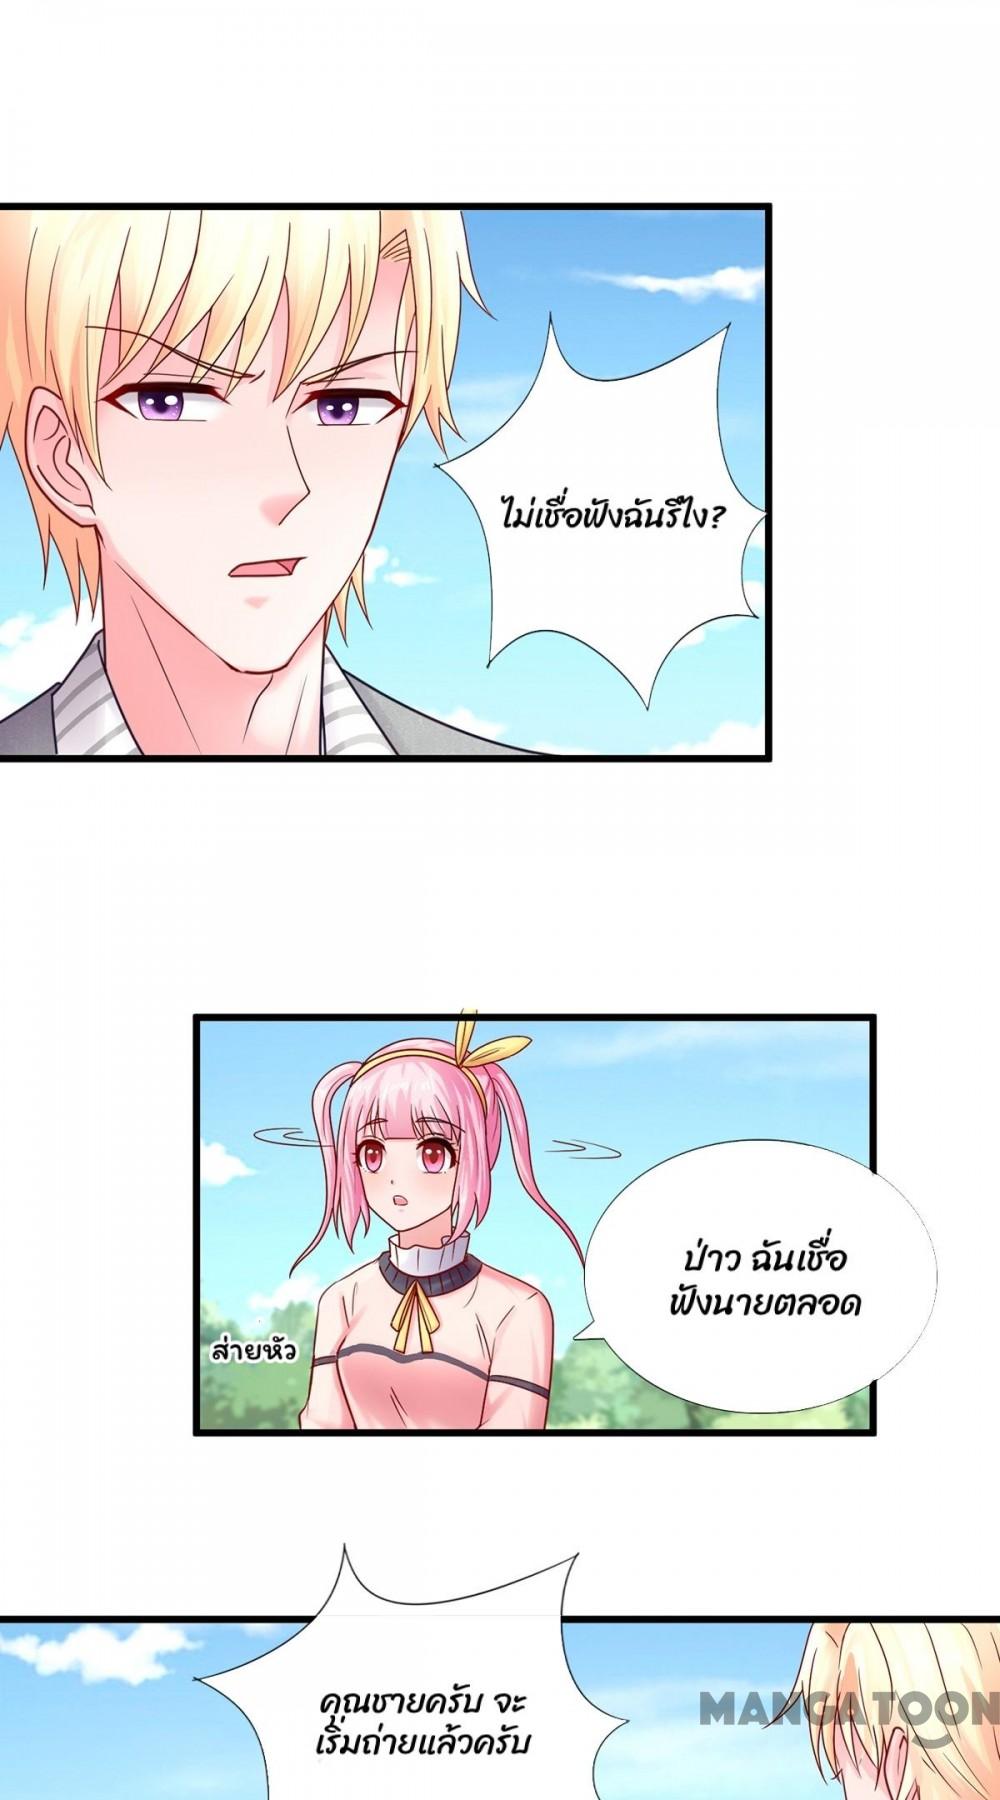 ไม่เชื่อฟังฉันรึไง?
ป่าว ฉันเชื่อ
ฟังนายตลอด
ส่ายหัว
คุณชายครับ จะ
เริ่มถ่ายแล้วครับ
MANGATOON